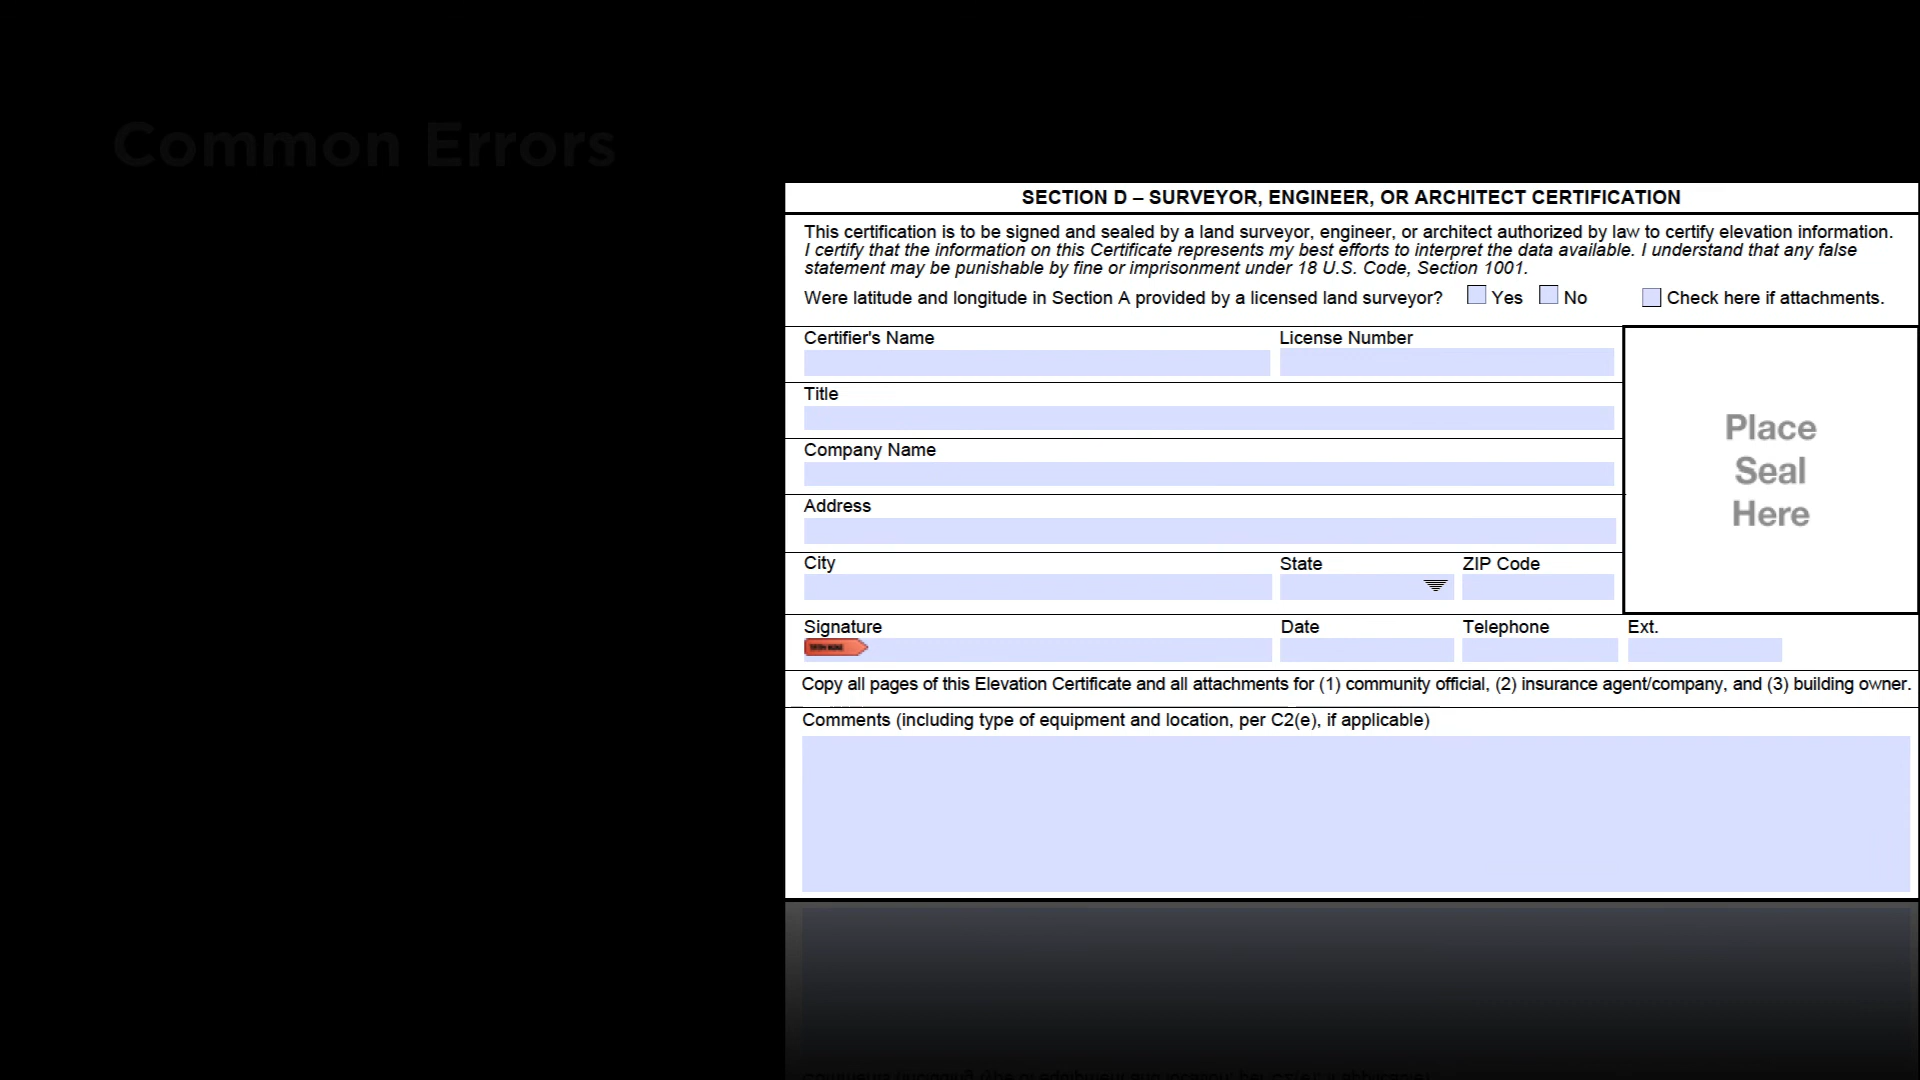 Common Errors
SECTION D – SURVEYOR, ENGINEER, OR ARCHITECT CERTIFICATION
This certification is to be signed and sealed by a land surveyor, engineer, or architect authorized by law to certify elevation information.
I certify that the information on this Certificate represents my best efforts to interpret the data available. I understand that any false
statement may be punishable by fine or imprisonment under 18 U.S. Code, Section 1001.
Were latitude and longitude in Section A provided by a licensed land surveyor? Yes No Check here if attachments.
Certifier's Name License Number
Title
Company Name
Address
City State ZIP Code
Place
Seal
Here
Signature Date Telephone Ext.
Copy all pages of this Elevation Certificate and all attachments for (1) community official, (2) insurance agent/company, and (3) building owner.
Comments (including type of equipment and location, per C2(e), if applicable)